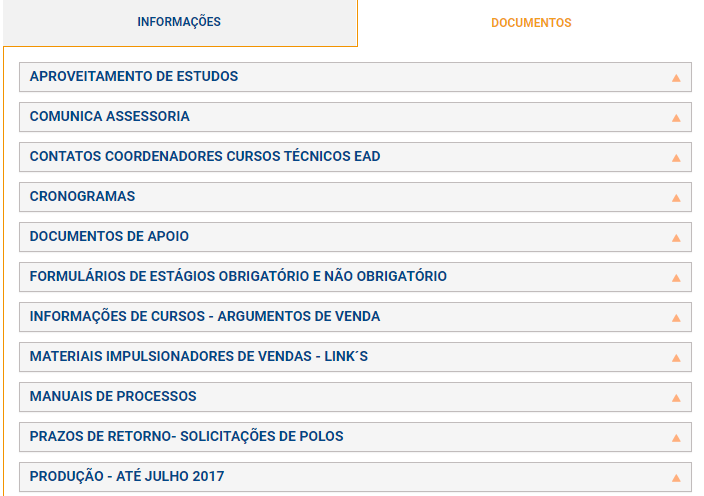 INFORMAÇÕES
DOCUMENTOS
APROVEITAMENTO DE ESTUDOS
COMUNICA ASSESSORIA
CONTATOS COORDENADORES CURSOS TÉCNICOS EAD
CRONOGRAMAS
DOCUMENTOS DE APOIO
FORMULÁRIOS DE ESTÁGIOS OBRIGATÓRIO E NÃO OBRIGATÓRIO
INFORMAÇÕES DE CURSOS - ARGUMENTOS DE VENDA
MATERIAIS IMPULSIONADORES DE VENDAS - LINK´S
MANUAIS DE PROCESSOS
PRAZOS DE RETORNO- SOLICITAÇÕES DE POLOS
PRODUÇÃO - ATÉ JULHO 2017